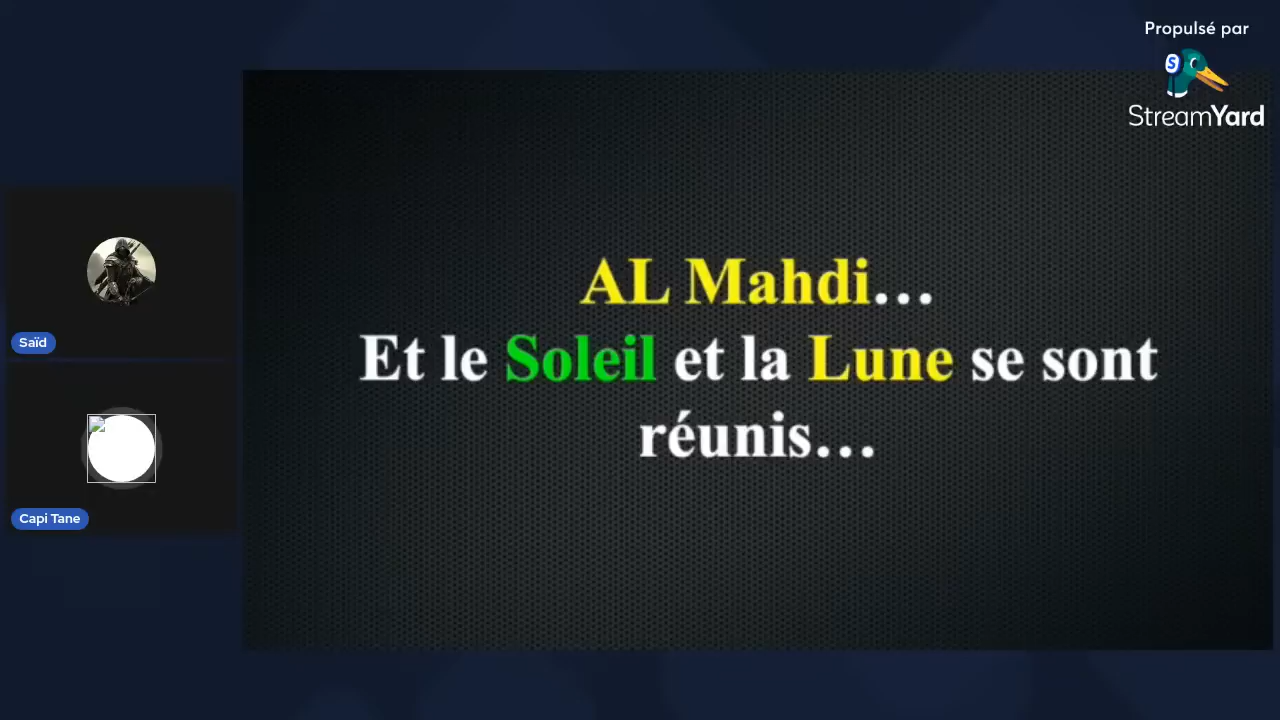 Propulsé par
StreamYard
AL Mahdi...
Et le Soleil et la Lune se sont
réunis...
Saïd
Capi Tane